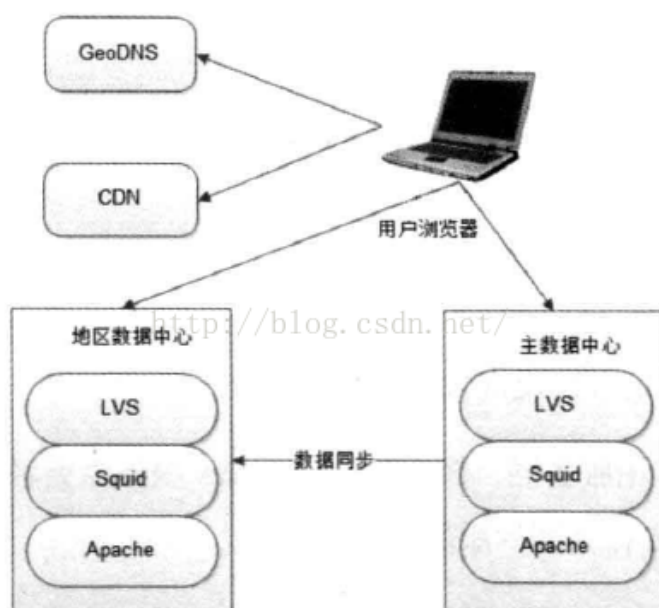 GeoDNS
CDN
用户浏览器
http://blog.csdn.net/
地区数据中心
LVS
Squid
Apache
数据同步
主数据中心
LVS
Squid
Apache